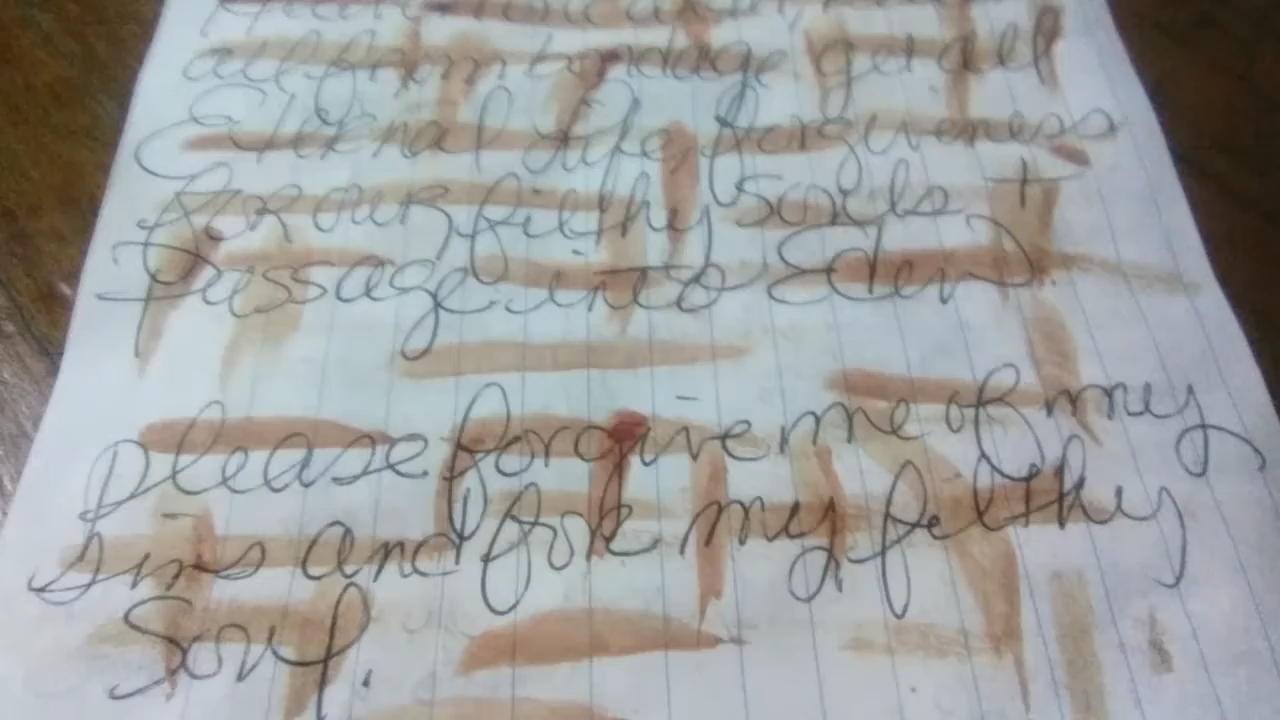 all from bondage get all
Eternal life, forgiveness
for our filthy souls +
Passage into Eden.
Please forgive me of my
sins and for my filthy
Soul.